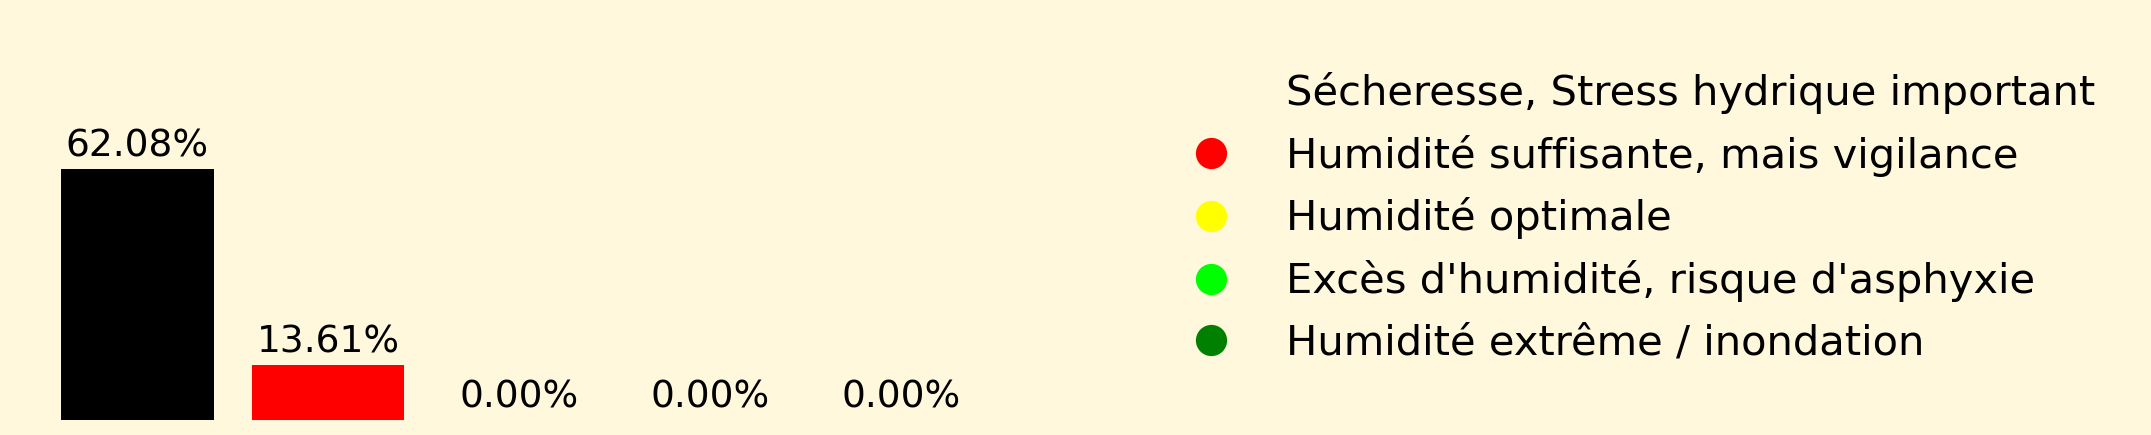 62.08%
13.61%
0.00%
0.00%
0.00%
Sécheresse, Stress hydrique important
Humidité suffisante, mais vigilance
Humidité optimale
Excès d'humidité, risque d'asphyxie
Humidité extrême / inondation